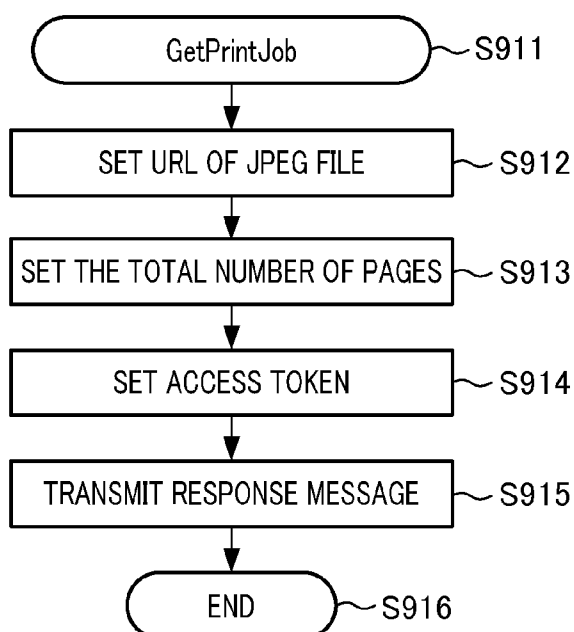 GetPrintJob S911
SET URL OF JPEG FILE S912
SET THE TOTAL NUMBER OF PAGES S913
SET ACCESS TOKEN S914
TRANSMIT RESPONSE MESSAGE S915
END S916